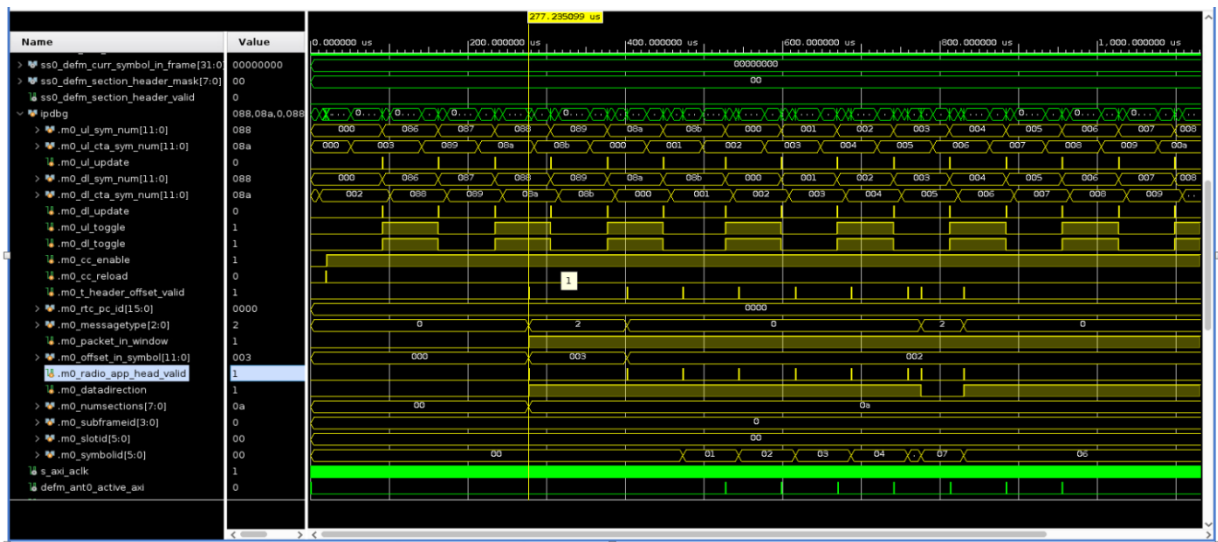 277.235099 us
Name Value 0.000000 us 200.000000 us 400.000000 us 600.000000 us 800.000000 us 1,000.000000 us
ss0_defm_curr_symbol_in_frame[31:0] 00000000 00000000
ss0_defm_section_header_mask[7:0] 00 00
ss0_defm_section_header_valid 0
ipdbg 088,08a,0,088
.m0_ul_sym_num[11:0] 088 000 086 087 088 089 08a 08b 000 001 002 003 004 005 006 007 008
.m0_ul_cta_sym_num[11:0] 08a 000 003 089 08a 08b 000 001 002 003 004 005 006 007 008 009 00a
.m0_ul_update 0
.m0_dl_sym_num[11:0] 088 000 086 087 088 089 08a 08b 000 001 002 003 004 005 006 007 008
.m0_dl_cta_sym_num[11:0] 08a 002 088 089 08a 08b 000 001 002 003 004 005 006 007 008 009 ..
.m0_dl_update 0
.m0_ul_toggle 1
.m0_dl_toggle 1
.m0_cc_enable 1
.m0_cc_reload 0
1
.m0_t_header_offset_valid 1
.m0_rtc_pc_id[15:0] 0000 0000
.m0_messagetype[2:0] 2 0 2 0 2 0
.m0_packet_in_window 1
.m0_offset_in_symbol[11:0] 003 000 003 002
.m0_radio_app_head_valid 1
.m0_datadirection 1
.m0_numsections[7:0] 0a 00 0a
.m0_subframeid[3:0] 0 0
.m0_slotid[5:0] 00 00
.m0_symbolid[5:0] 00 00 01 02 03 04 07 06
s_axi_aclk 1
defm_ant0_active_axi 0